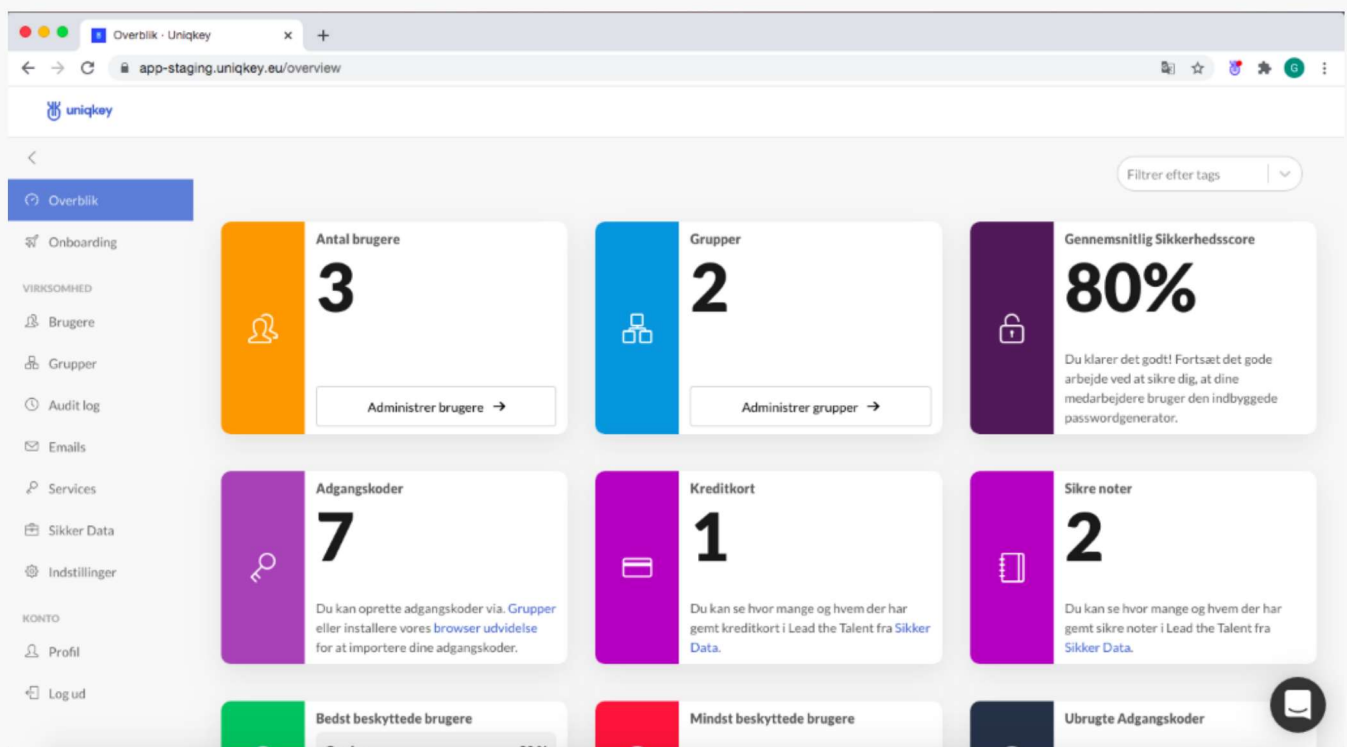 Overblik · Uniqkey
app-staging.uniqkey.eu/overview
G
uniqkey
Filtrer efter tags
Overblik
Onboarding
VIRKSOMHED
Brugere
Grupper
Audit log
Emails
Services
Sikker Data
Indstillinger
KONTO
Profil
Log ud
Antal brugere
3
Administrer brugere →
Grupper
2
Administrer grupper →
Gennemsnitlig Sikkerhedsscore
80%
Du klarer det godt! Fortsæt det gode
arbejde ved at sikre dig, at dine
medarbejdere bruger den indbyggede
passwordgenerator.
Adgangskoder
7
Du kan oprette adgangskoder via. Grupper
eller installere vores browser udvidelse
for at importere dine adgangskoder.
Kreditkort
1
Du kan se hvor mange og hvem der har
gemt kreditkort i Lead the Talent fra Sikker
Data.
Sikre noter
2
Du kan se hvor mange og hvem der har
gemt sikre noter i Lead the Talent fra
Sikker Data.
Bedst beskyttede brugere
Mindst beskyttede brugere
Ubrugte Adgangskoder